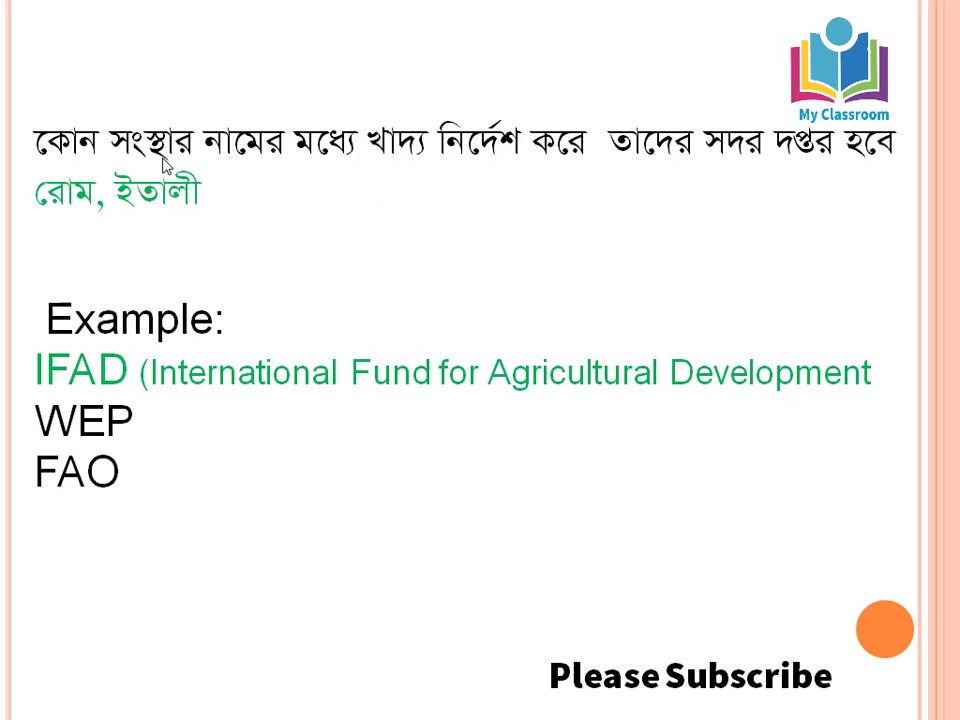 My Classroom
কোন সংস্থার নামের মধ্যে খাদ্য নির্দেশ করে তাদের সদর দপ্তর হবে
রোম, ইতালী
Example:
IFAD (International Fund for Agricultural Development
WEP
FAO
Please Subscribe